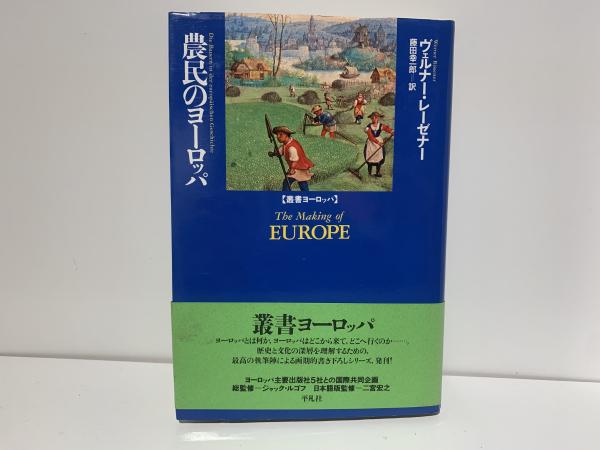 農民のヨーロッパ
Die Bauern in der europäischen Geschichte
Werner Rösener
ヴェルナー・レーゼナー
藤田幸一郎—訳
【叢書ヨーロッパ】
The Making of
EUROPE
叢書ヨーロッパ
ヨーロッパとは何か、ヨーロッパはどこから来て、どこへ行くのか……。
歴史と文化の深層を理解するための、
最高の執筆陣による画期的書き下ろしシリーズ、発刊!
ヨーロッパ主要出版社5社との国際共同企画
総監修—ジャック・ルゴフ 日本語版監修—二宮宏之
平凡社